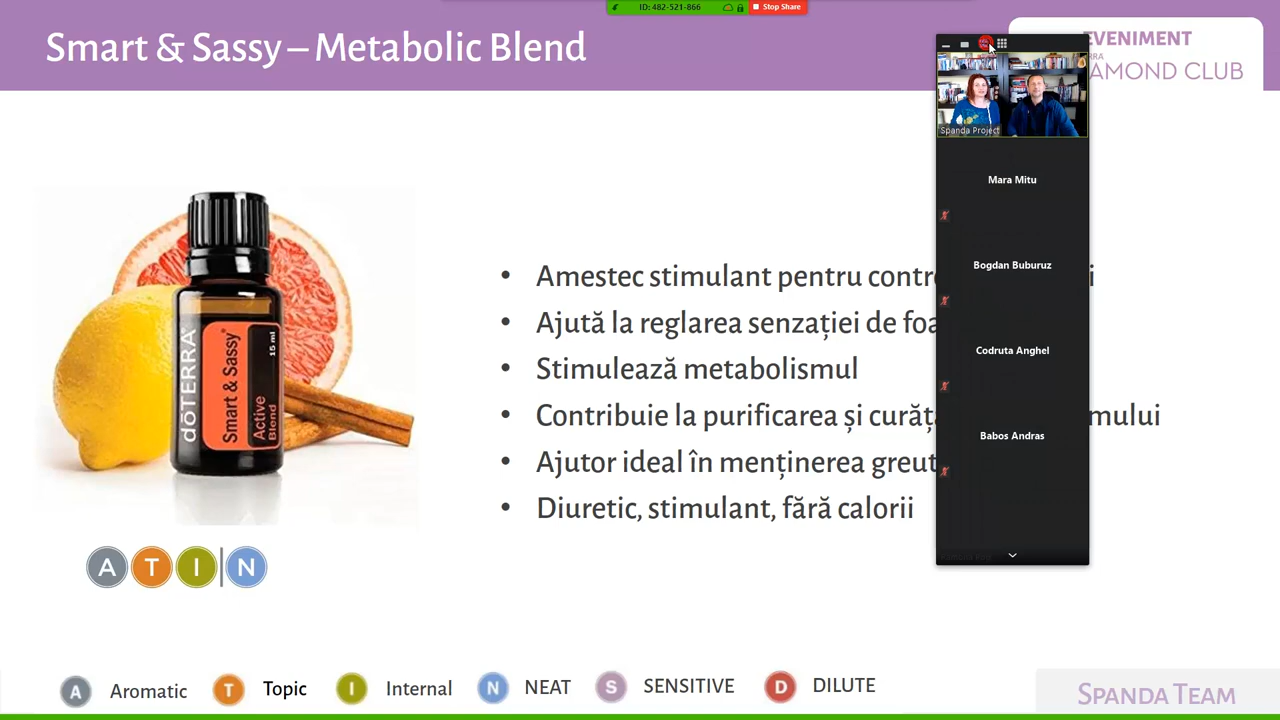 ID: 482-521-866
Stop Share
Smart & Sassy – Metabolic Blend
EVENIMENT
AMOND CLUB
Spanda Project
Mara Mitu
Bogdan Buburuz
Codruta Anghel
Babos Andras
Amestec stimulant pentru contr
Ajută la reglarea senzației de foa
Stimulează metabolismul
Contribuie la purificarea și curăț mului
Ajutor ideal în menținerea greut
Diuretic, stimulant, fără calorii
dōTERRA
Smart & Sassy
Active
Blend
15 ml
A T I N
A Aromatic T Topic I Internal N NEAT S SENSITIVE D DILUTE
SPANDA TEAM